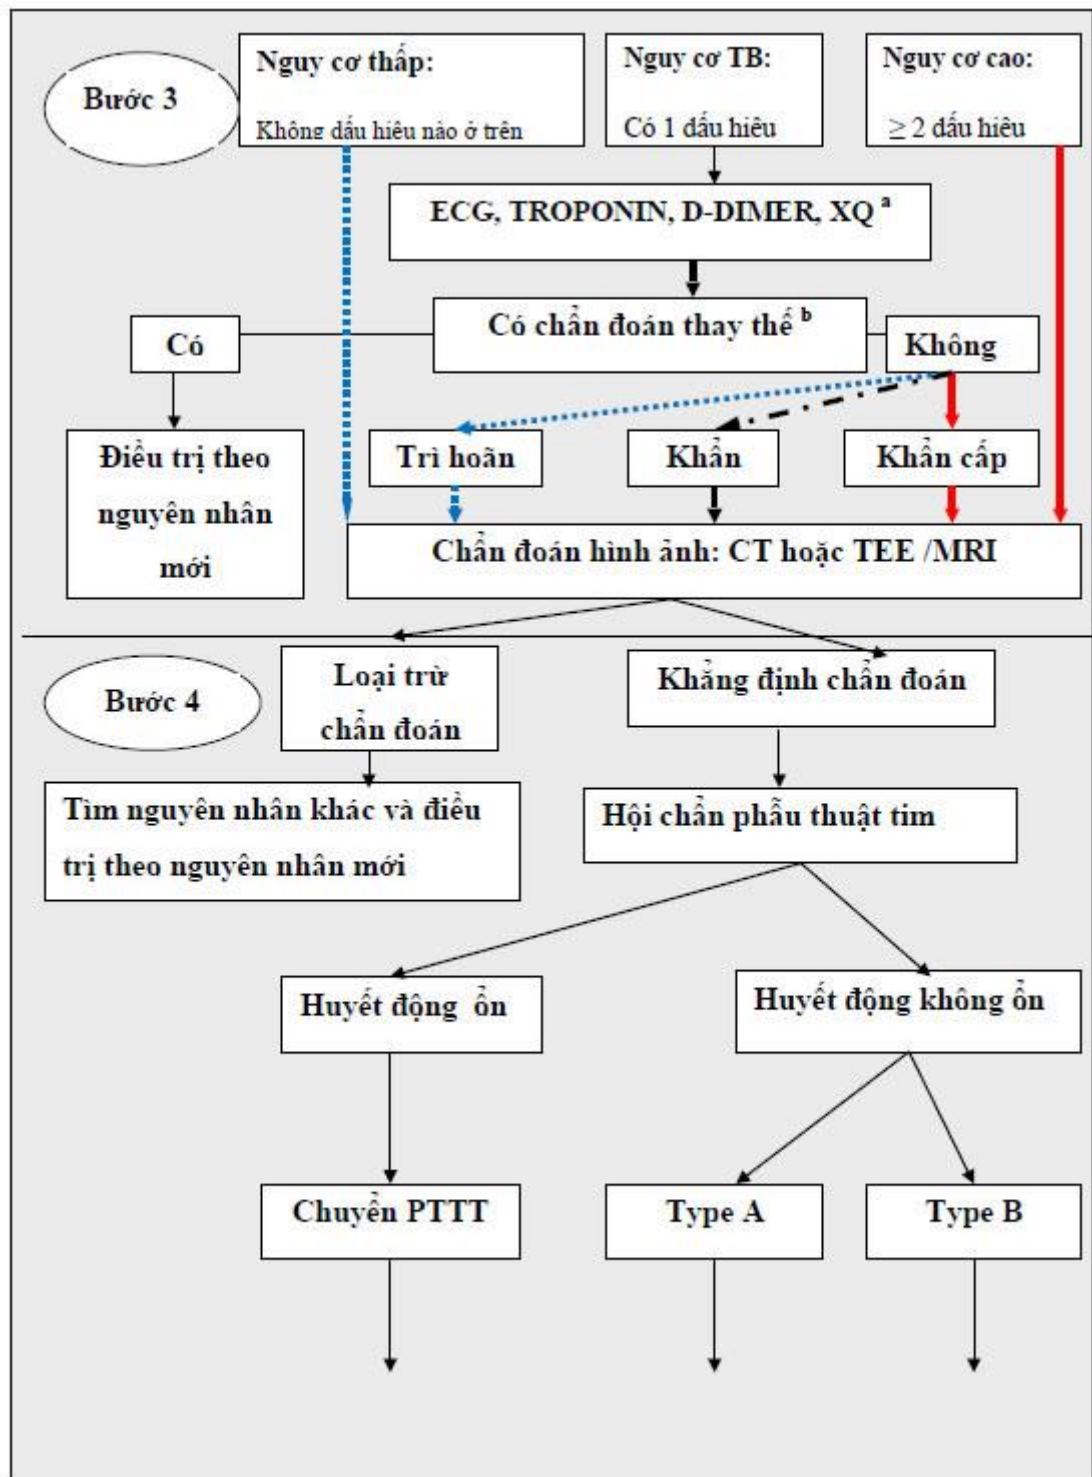 Bước 3
Nguy cơ thấp:
Không dấu hiệu nào ở trên
Nguy cơ TB:
Có 1 dấu hiệu
Nguy cơ cao:
≥ 2 dấu hiệu
ECG, TROPONIN, D-DIMER, XQ a
Có chẩn đoán thay thế b
Có
Không
Điều trị theo
nguyên nhân
mới
Trì hoãn
Khẩn
Khẩn cấp
Chẩn đoán hình ảnh: CT hoặc TEE /MRI
Bước 4
Loại trừ
chẩn đoán
Khẳng định chẩn đoán
Tìm nguyên nhân khác và điều
trị theo nguyên nhân mới
Hội chẩn phẫu thuật tim
Huyết động ổn
Huyết động không ổn
Chuyển PTTT
Type A
Type B